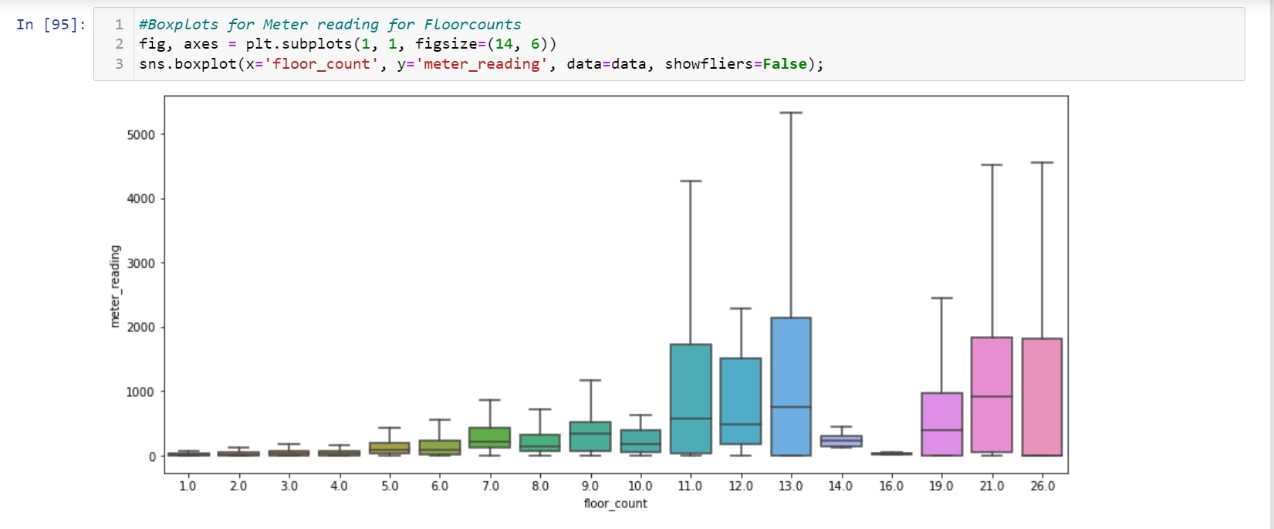 In [95]:
1 #Boxplots for Meter reading for Floorcounts
2 fig, axes = plt.subplots(1, 1, figsize=(14, 6))
3 sns.boxplot(x='floor_count', y='meter_reading', data=data, showfliers=False);
5000
4000
3000
2000
1000
0
meter_reading
1.0 2.0 3.0 4.0 5.0 6.0 7.0 8.0 9.0 10.0 11.0 12.0 13.0 14.0 16.0 19.0 21.0 26.0
floor_count